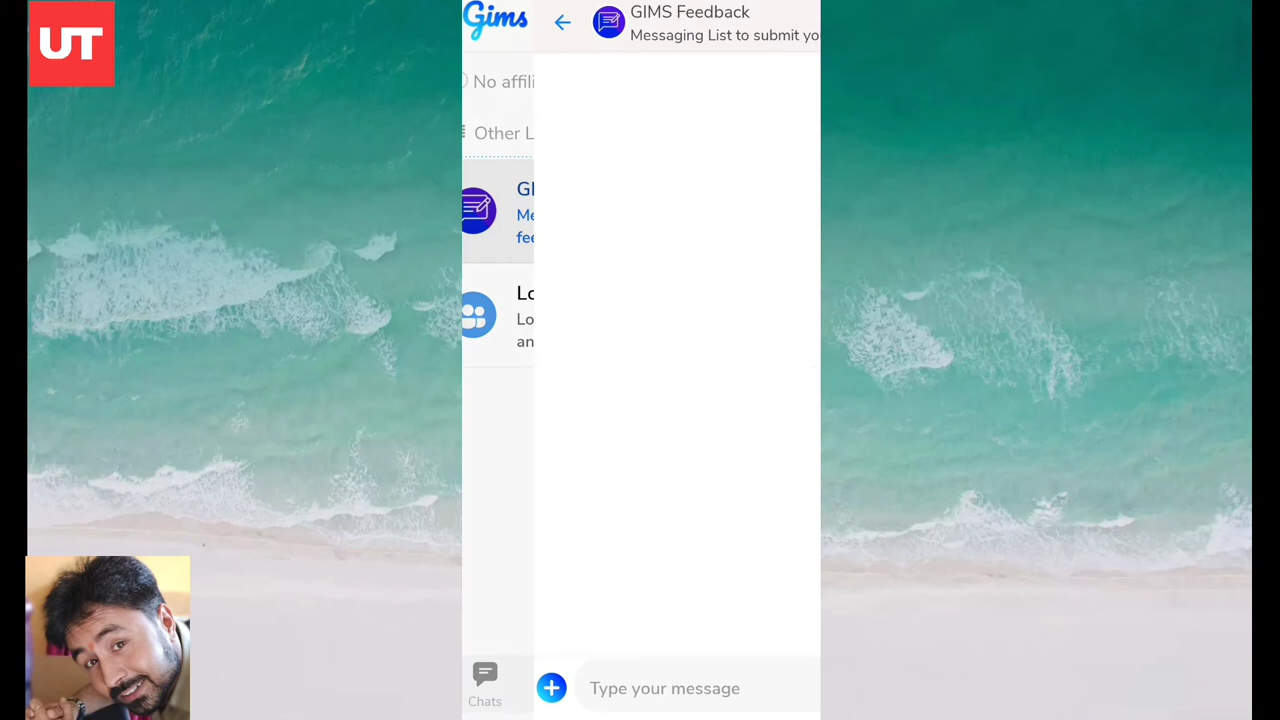 UT
Gims
GIMS Feedback
Messaging List to submit yo
No affili
Other L
GI
Me
fee
Lo
Lo
an
Type your message
Chats